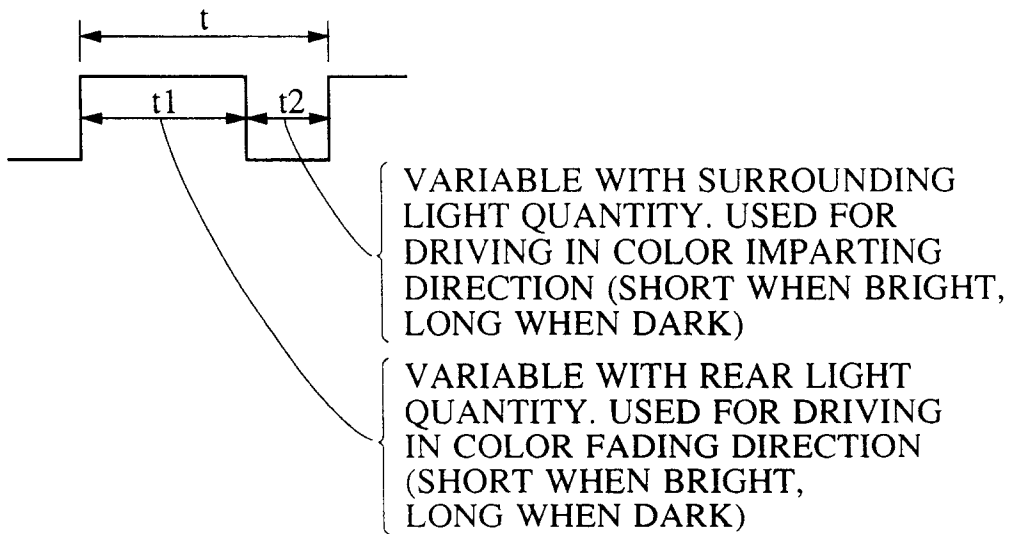 t
t1
t2
VARIABLE WITH SURROUNDING
LIGHT QUANTITY. USED FOR
DRIVING IN COLOR IMPARTING
DIRECTION (SHORT WHEN BRIGHT,
LONG WHEN DARK)
VARIABLE WITH REAR LIGHT
QUANTITY. USED FOR DRIVING
IN COLOR FADING DIRECTION
(SHORT WHEN BRIGHT,
LONG WHEN DARK)